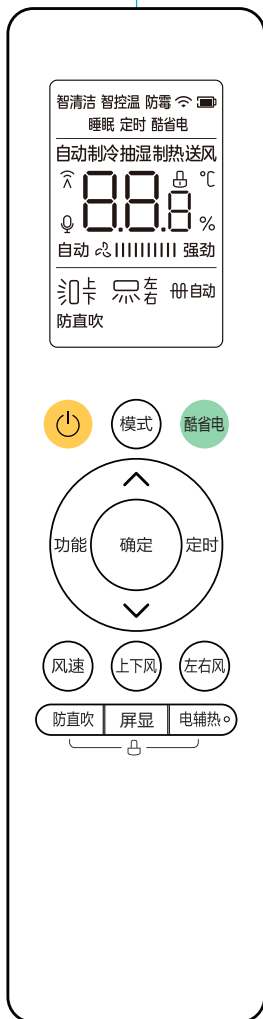 智清洁 智控温 防霉
睡眠 定时 酷省电
自动制冷抽湿制热送风
88.8 ℃
%
自动 强劲
上下 左右 自动
防直吹
模式 酷省电
功能 确定 定时
风速 上下风 左右风
防直吹 屏显 电辅热